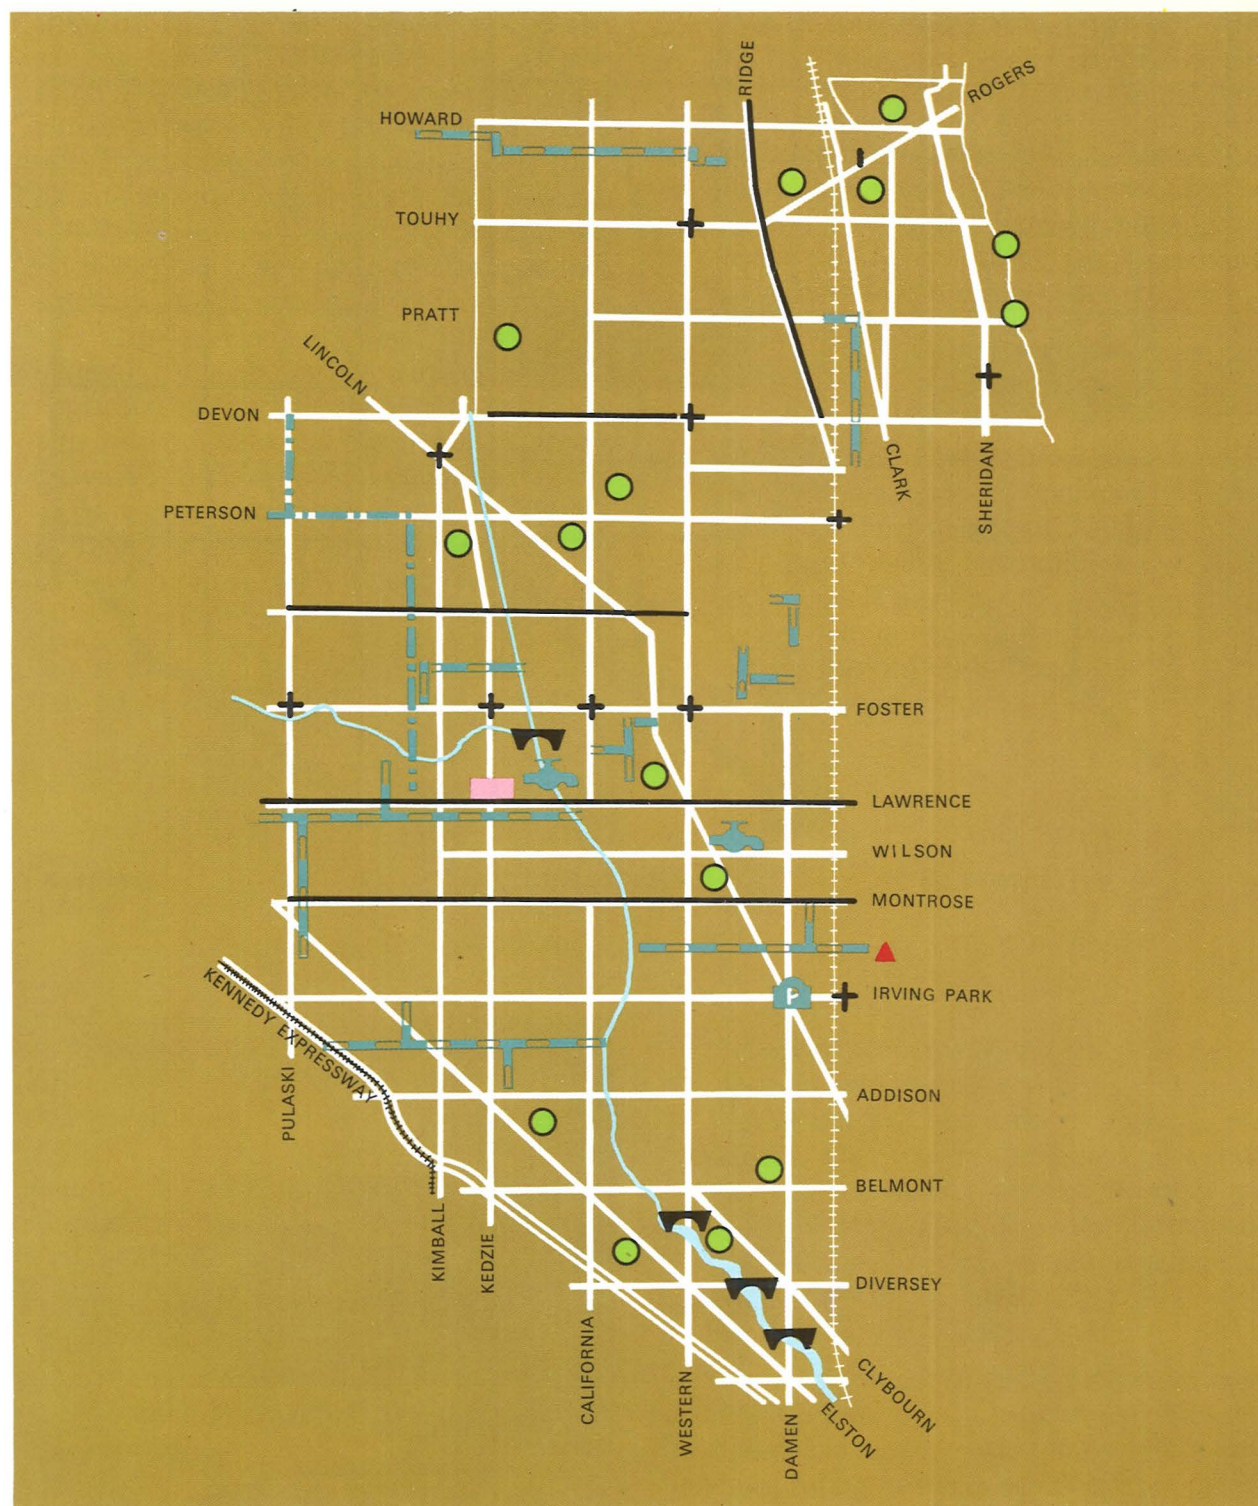 RIDGE
ROGERS
HOWARD
TOUHY
PRATT
LINCOLN
DEVON
CLARK
SHERIDAN
PETERSON
FOSTER
LAWRENCE
WILSON
MONTROSE
KENNEDY EXPRESSWAY
P
IRVING PARK
PULASKI
ADDISON
BELMONT
KIMBALL
KEDZIE
DIVERSEY
CALIFORNIA
WESTERN
DAMEN
ELSTON
CLYBOURN